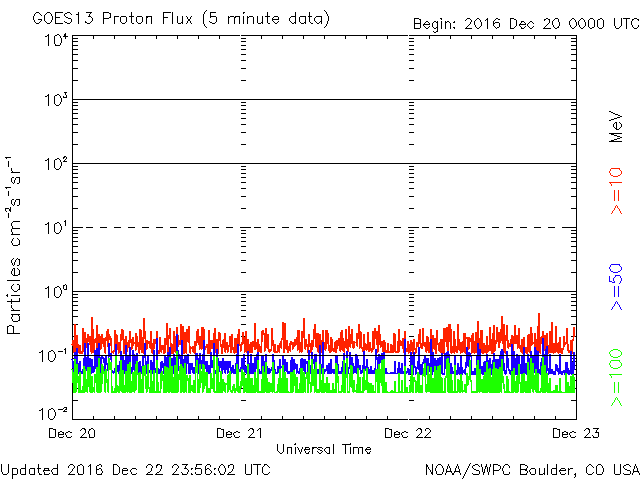 GOES13 Proton Flux (5 minute data)
Begin: 2016 Dec 20 0000 UTC
10⁴
10³
10²
10¹
10⁰
10⁻¹
10⁻²
Particles cm⁻²s⁻¹sr⁻¹
MeV
>=10
>=50
>=100
Dec 20
Dec 21
Dec 22
Dec 23
Universal Time
Updated 2016 Dec 22 23:56:02 UTC
NOAA/SWPC Boulder, CO USA